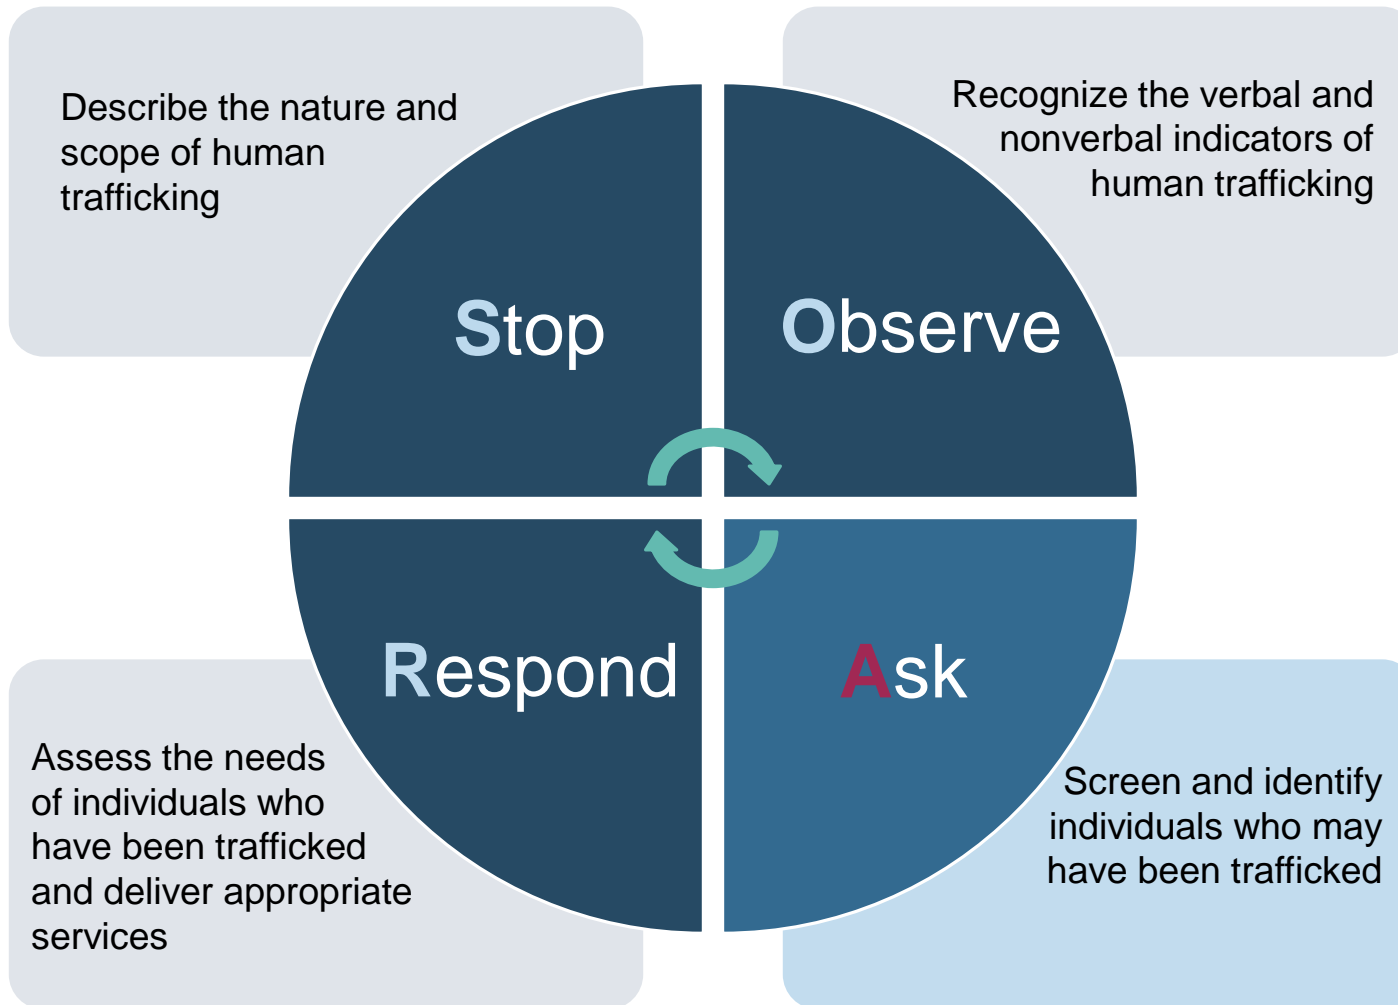 Describe the nature and
scope of human
trafficking
Recognize the verbal and
nonverbal indicators of
human trafficking
Stop
Observe
Respond
Ask
Assess the needs
of individuals who
have been trafficked
and deliver appropriate
services
Screen and identify
individuals who may
have been trafficked